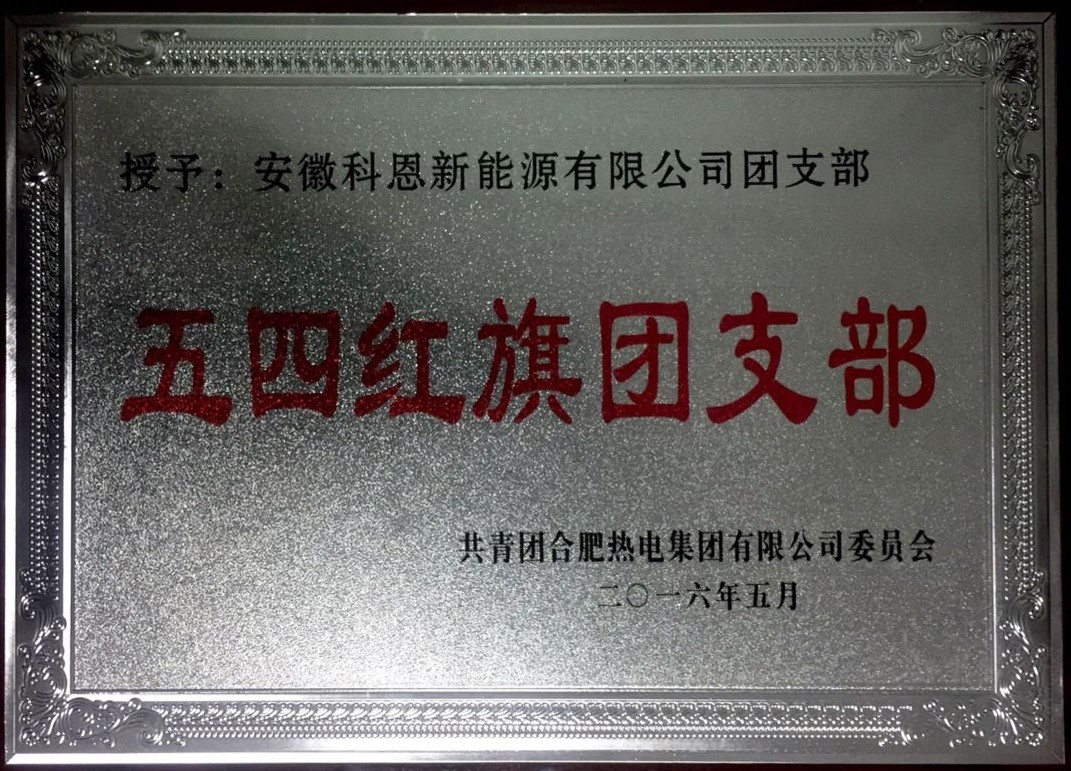 授予：安徽科恩新能源有限公司团支部
五四红旗团支部
共青团合肥热电集团有限公司委员会
二〇一六年五月